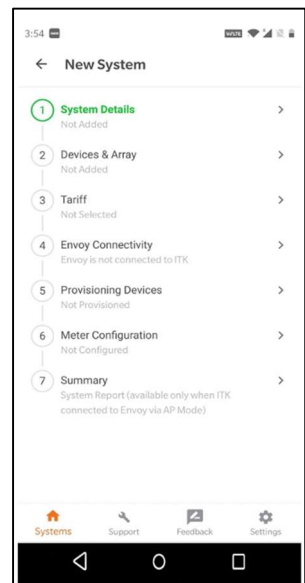 3:54
VoLTE
New System
1 System Details
Not Added
2 Devices & Array
Not Added
3 Tariff
Not Selected
4 Envoy Connectivity
Envoy is not connected to ITK
5 Provisioning Devices
Not Provisioned
6 Meter Configuration
Not Configured
7 Summary
System Report (available only when ITK
connected to Envoy via AP Mode)
Systems Support Feedback Settings